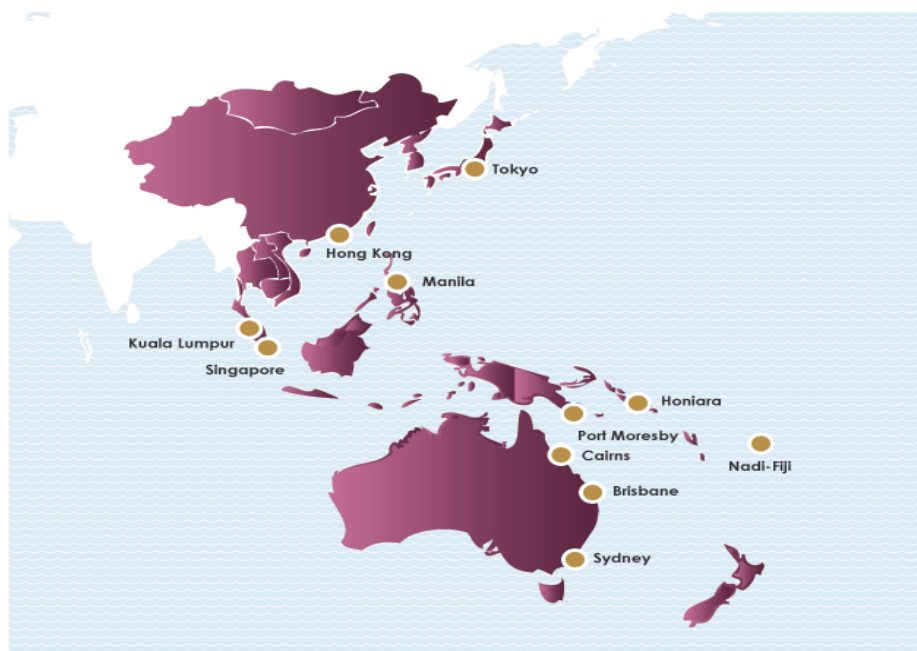 Tokyo
Hong Kong
Manila
Kuala Lumpur
Singapore
Honiara
Port Moresby
Cairns
Nadi-Fiji
Brisbane
Sydney